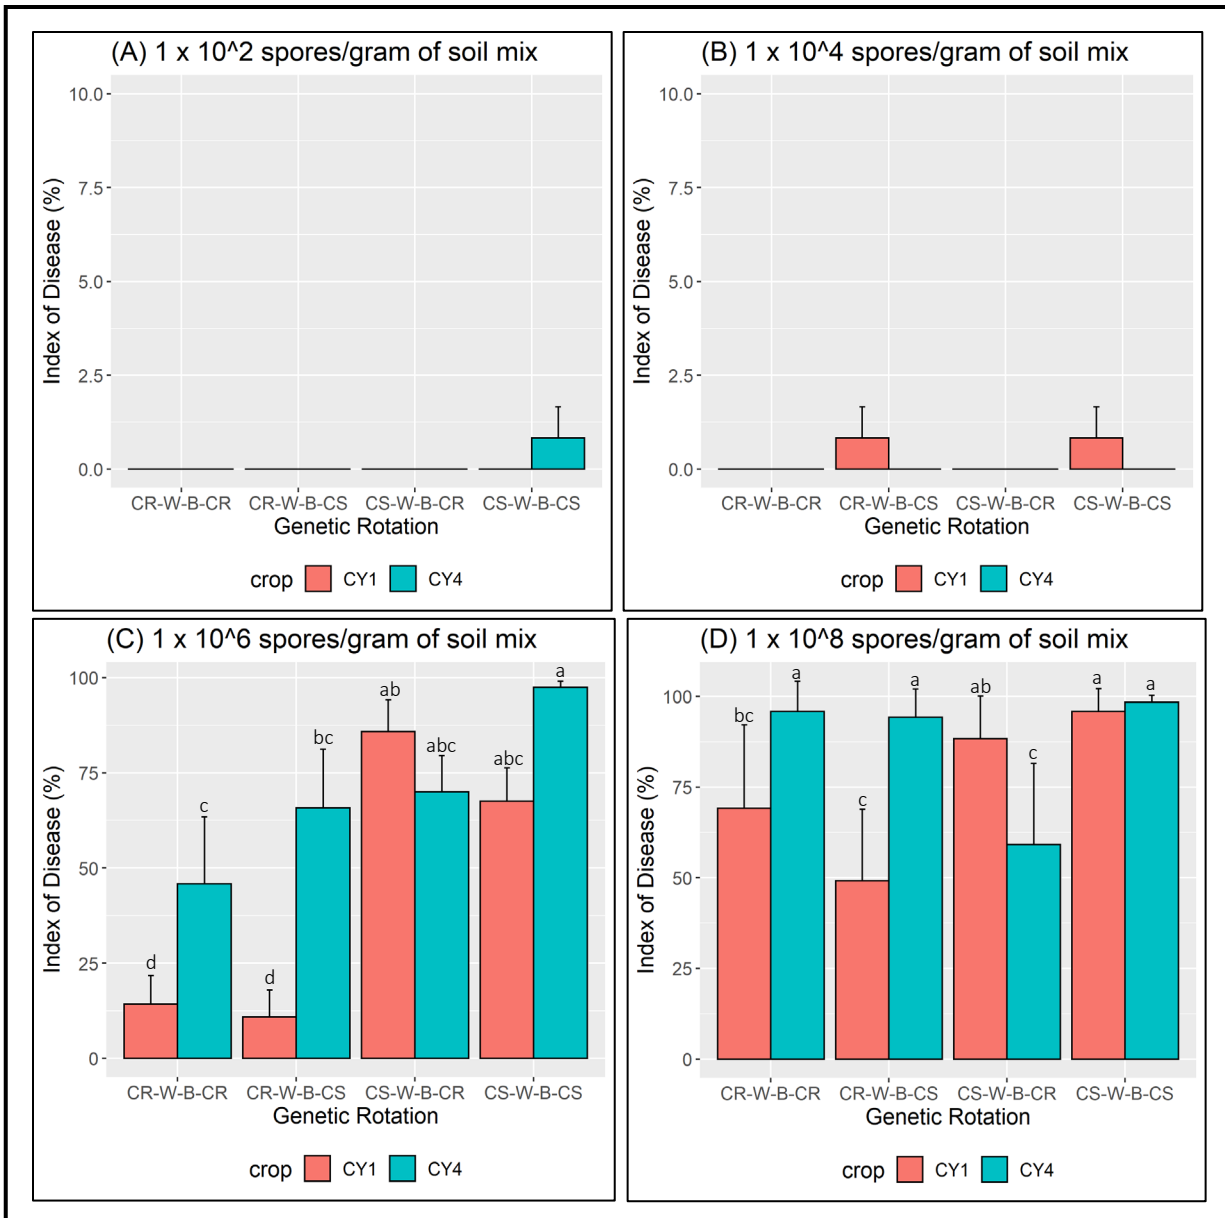 (A) 1 x 10^2 spores/gram of soil mix
10.0
7.5
5.0
2.5
0.0
Index of Disease (%)
CR-W-B-CR CR-W-B-CS CS-W-B-CR CS-W-B-CS
Genetic Rotation
crop CY1 CY4
(B) 1 x 10^4 spores/gram of soil mix
10.0
7.5
5.0
2.5
0.0
Index of Disease (%)
CR-W-B-CR CR-W-B-CS CS-W-B-CR CS-W-B-CS
Genetic Rotation
crop CY1 CY4
(C) 1 x 10^6 spores/gram of soil mix
100
75
50
25
0
Index of Disease (%)
d c d bc ab abc abc a
CR-W-B-CR CR-W-B-CS CS-W-B-CR CS-W-B-CS
Genetic Rotation
crop CY1 CY4
(D) 1 x 10^8 spores/gram of soil mix
100
75
50
25
0
Index of Disease (%)
bc a c a ab c a a
CR-W-B-CR CR-W-B-CS CS-W-B-CR CS-W-B-CS
Genetic Rotation
crop CY1 CY4